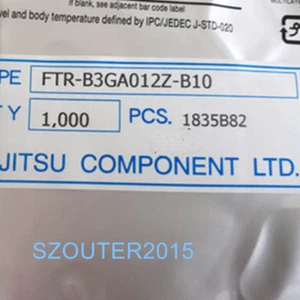 If blank, see adjacent bar code label
evel and body temperature defined by IPC/JEDEC J-STD-020
PE FTR-B3GA012Z-B10
Y 1,000 PCS. 1835B82
JITSU COMPONENT LTD.
SZOUTER2015